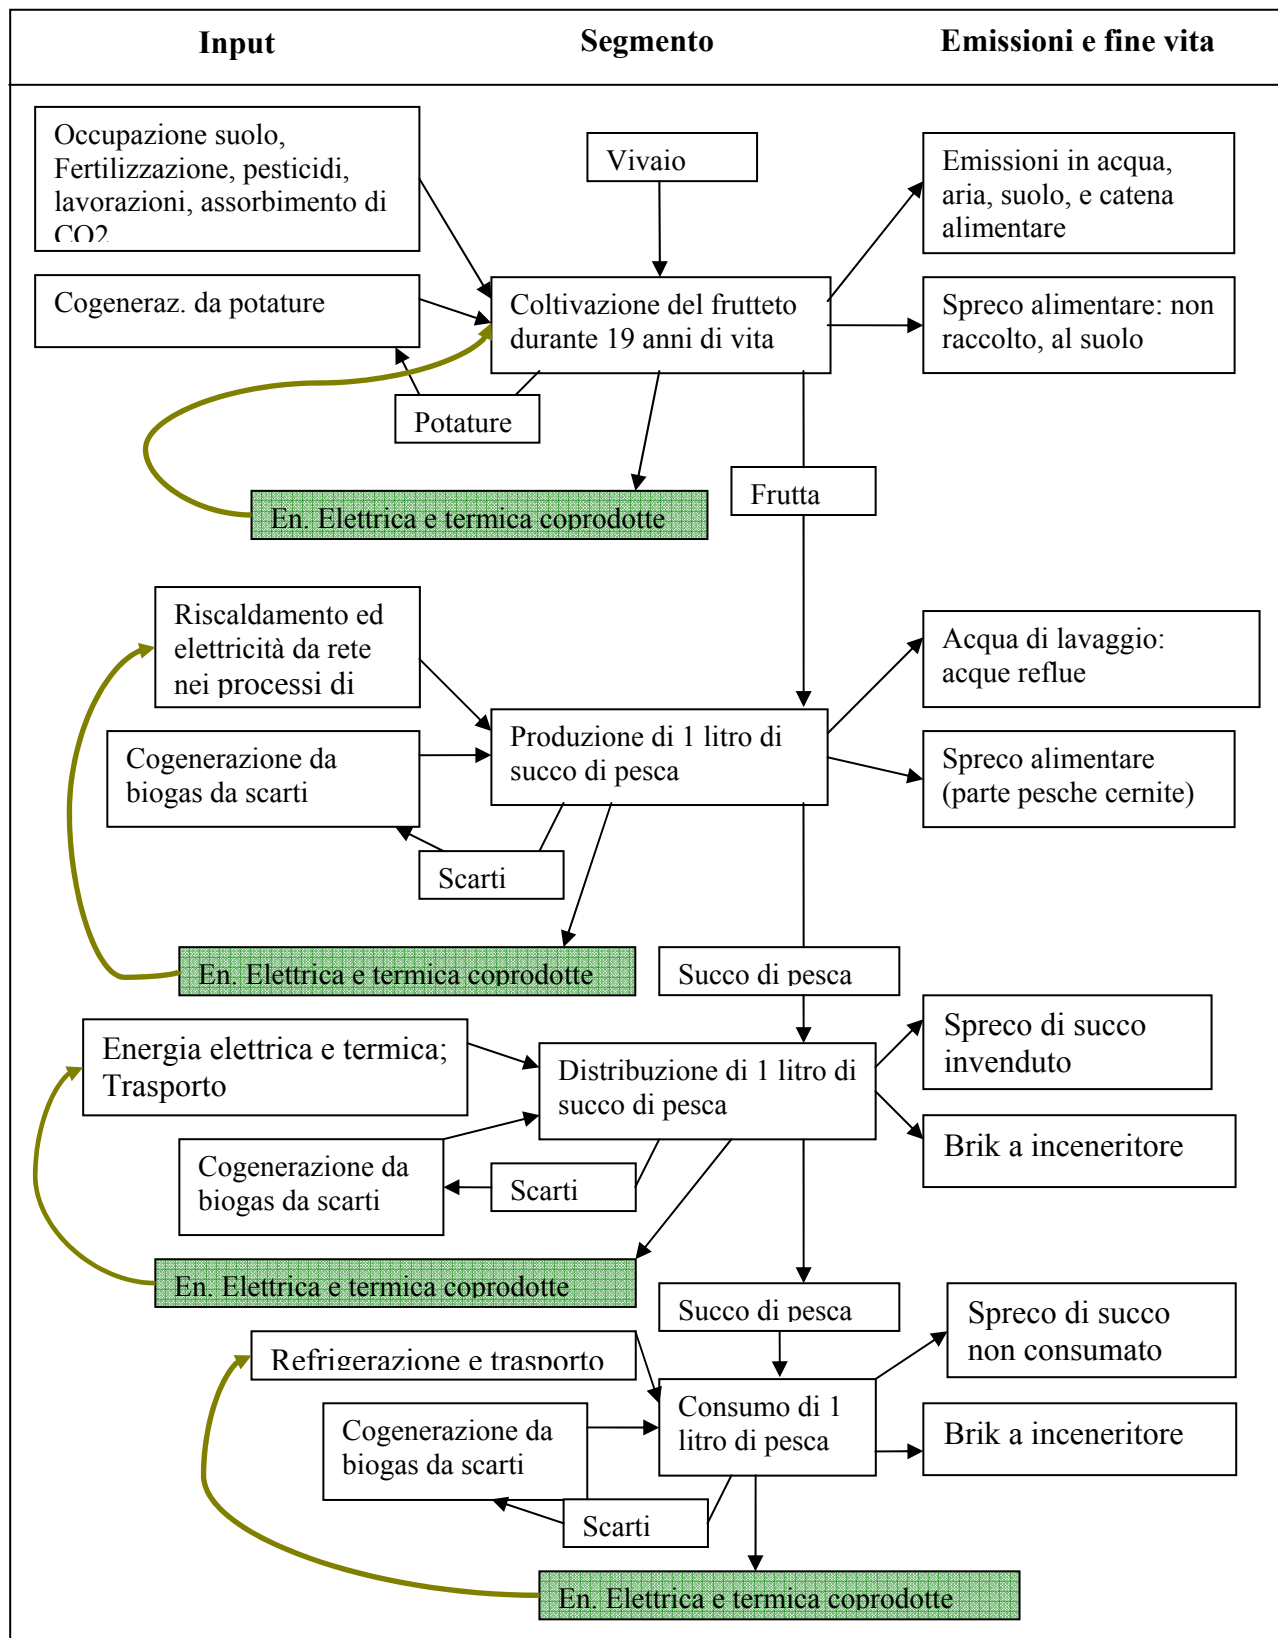 Input
Segmento
Emissioni e fine vita
Occupazione suolo,
Fertilizzazione, pesticidi,
lavorazioni, assorbimento di
CO2
Vivaio
Emissioni in acqua,
aria, suolo, e catena
alimentare
Cogeneraz. da potature
Coltivazione del frutteto
durante 19 anni di vita
Spreco alimentare: non
raccolto, al suolo
Potature
En. Elettrica e termica coprodotte
Frutta
Riscaldamento ed
elettricità da rete
nei processi di
Acqua di lavaggio:
acque reflue
Cogenerazione da
biogas da scarti
Produzione di 1 litro di
succo di pesca
Spreco alimentare
(parte pesche cernite)
Scarti
En. Elettrica e termica coprodotte
Succo di pesca
Energia elettrica e termica;
Trasporto
Distribuzione di 1 litro di
succo di pesca
Spreco di succo
invenduto
Cogenerazione da
biogas da scarti
Scarti
Brik a inceneritore
En. Elettrica e termica coprodotte
Succo di pesca
Spreco di succo
non consumato
Refrigerazione e trasporto
Cogenerazione da
biogas da scarti
Consumo di 1
litro di pesca
Brik a inceneritore
Scarti
En. Elettrica e termica coprodotte